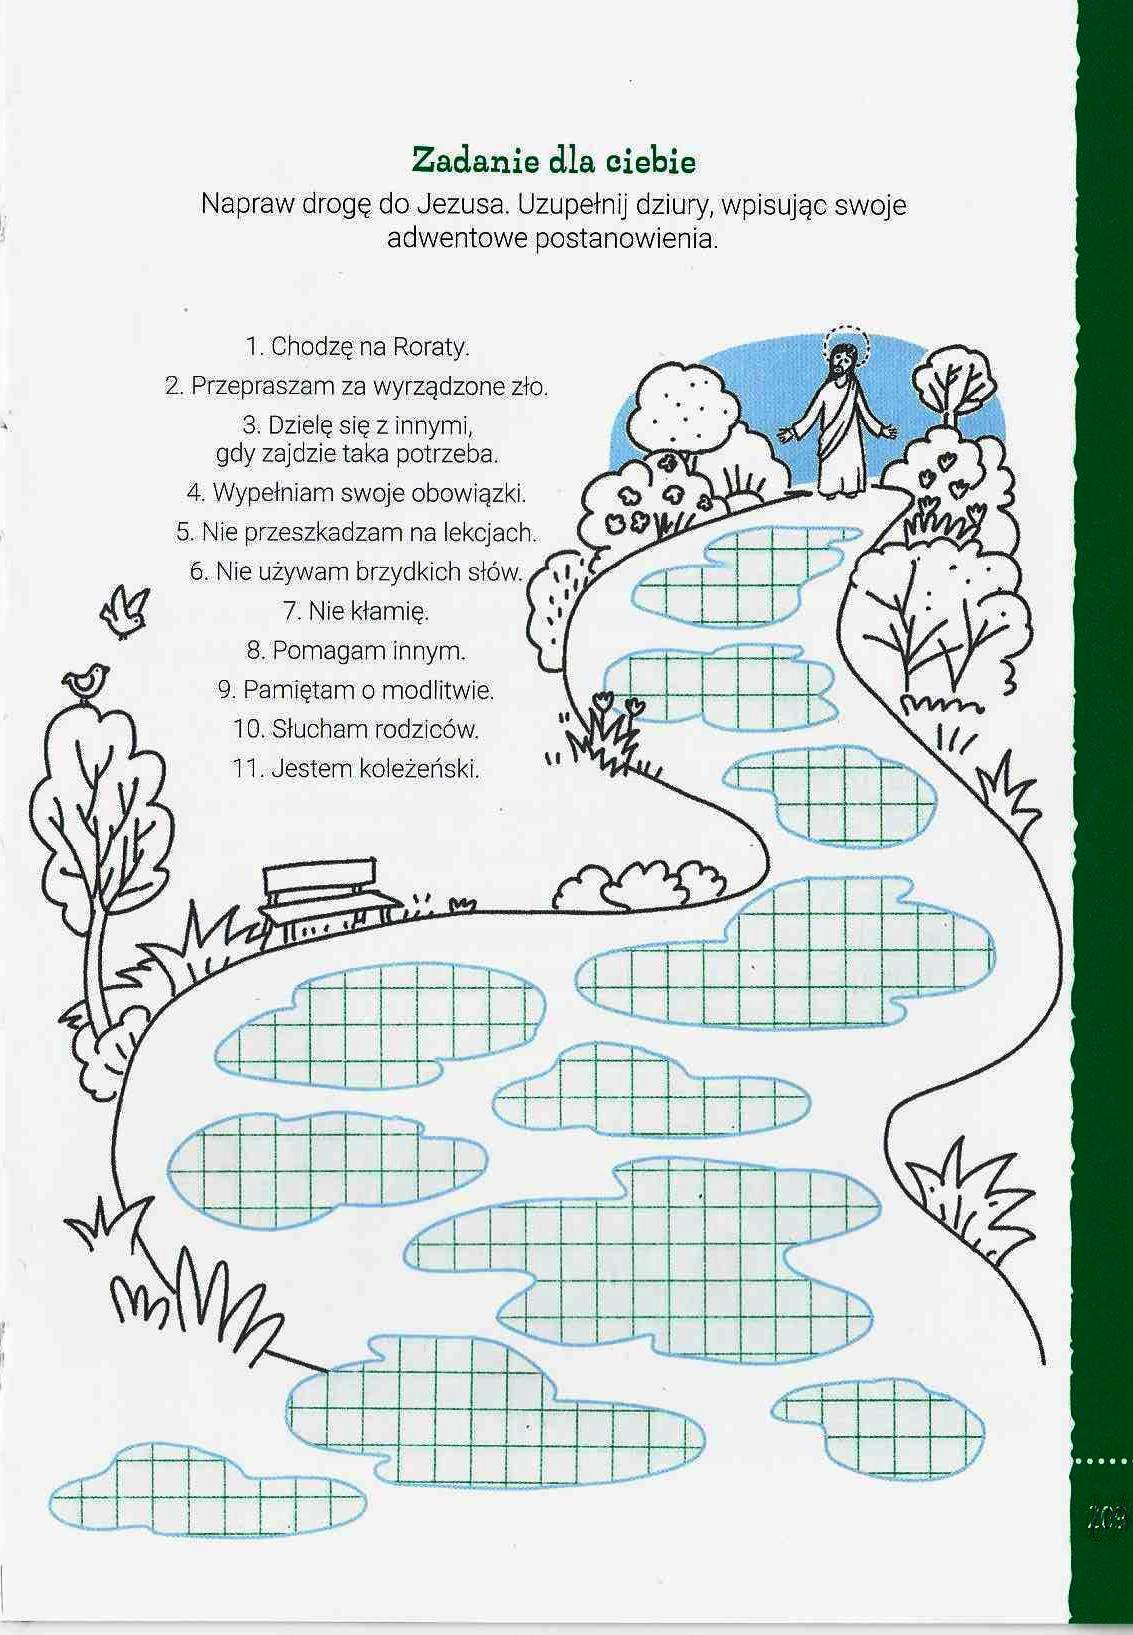 Zadanie dla ciebie
Napraw drogę do Jezusa. Uzupełnij dziury, wpisując swoje
adwentowe postanowienia.
1. Chodzę na Roraty.
2. Przepraszam za wyrządzone zło.
3. Dzielę się z innymi,
gdy zajdzie taka potrzeba.
4. Wypełniam swoje obowiązki.
5. Nie przeszkadzam na lekcjach.
6. Nie używam brzydkich słów.
7. Nie kłamię.
8. Pomagam innym.
9. Pamiętam o modlitwie.
10. Słucham rodziców.
11. Jestem koleżeński.